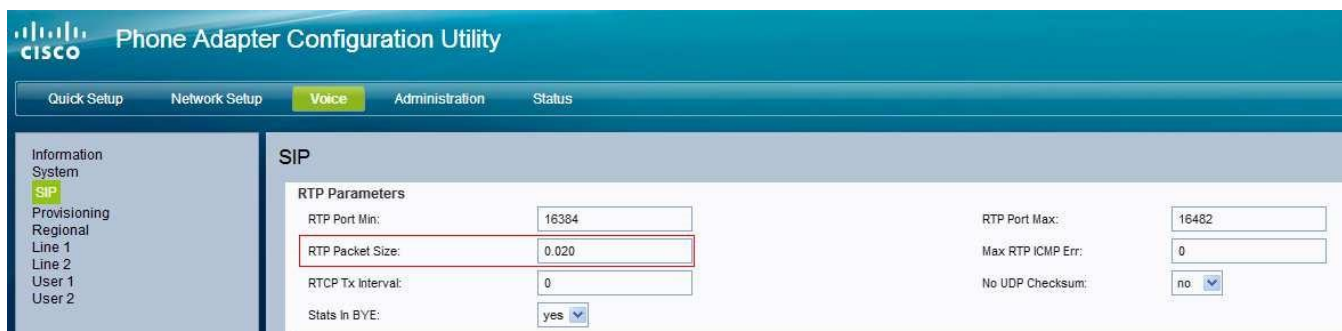 CISCO
Phone Adapter Configuration Utility
Quick Setup Network Setup Voice Administration Status
Information
System
SIP
Provisioning
Regional
Line 1
Line 2
User 1
User 2
SIP
RTP Parameters
RTP Port Min: 16384 RTP Port Max: 16482
RTP Packet Size: 0.020 Max RTP ICMP Err: 0
RTCP Tx Interval: 0 No UDP Checksum: no
Stats In BYE: yes